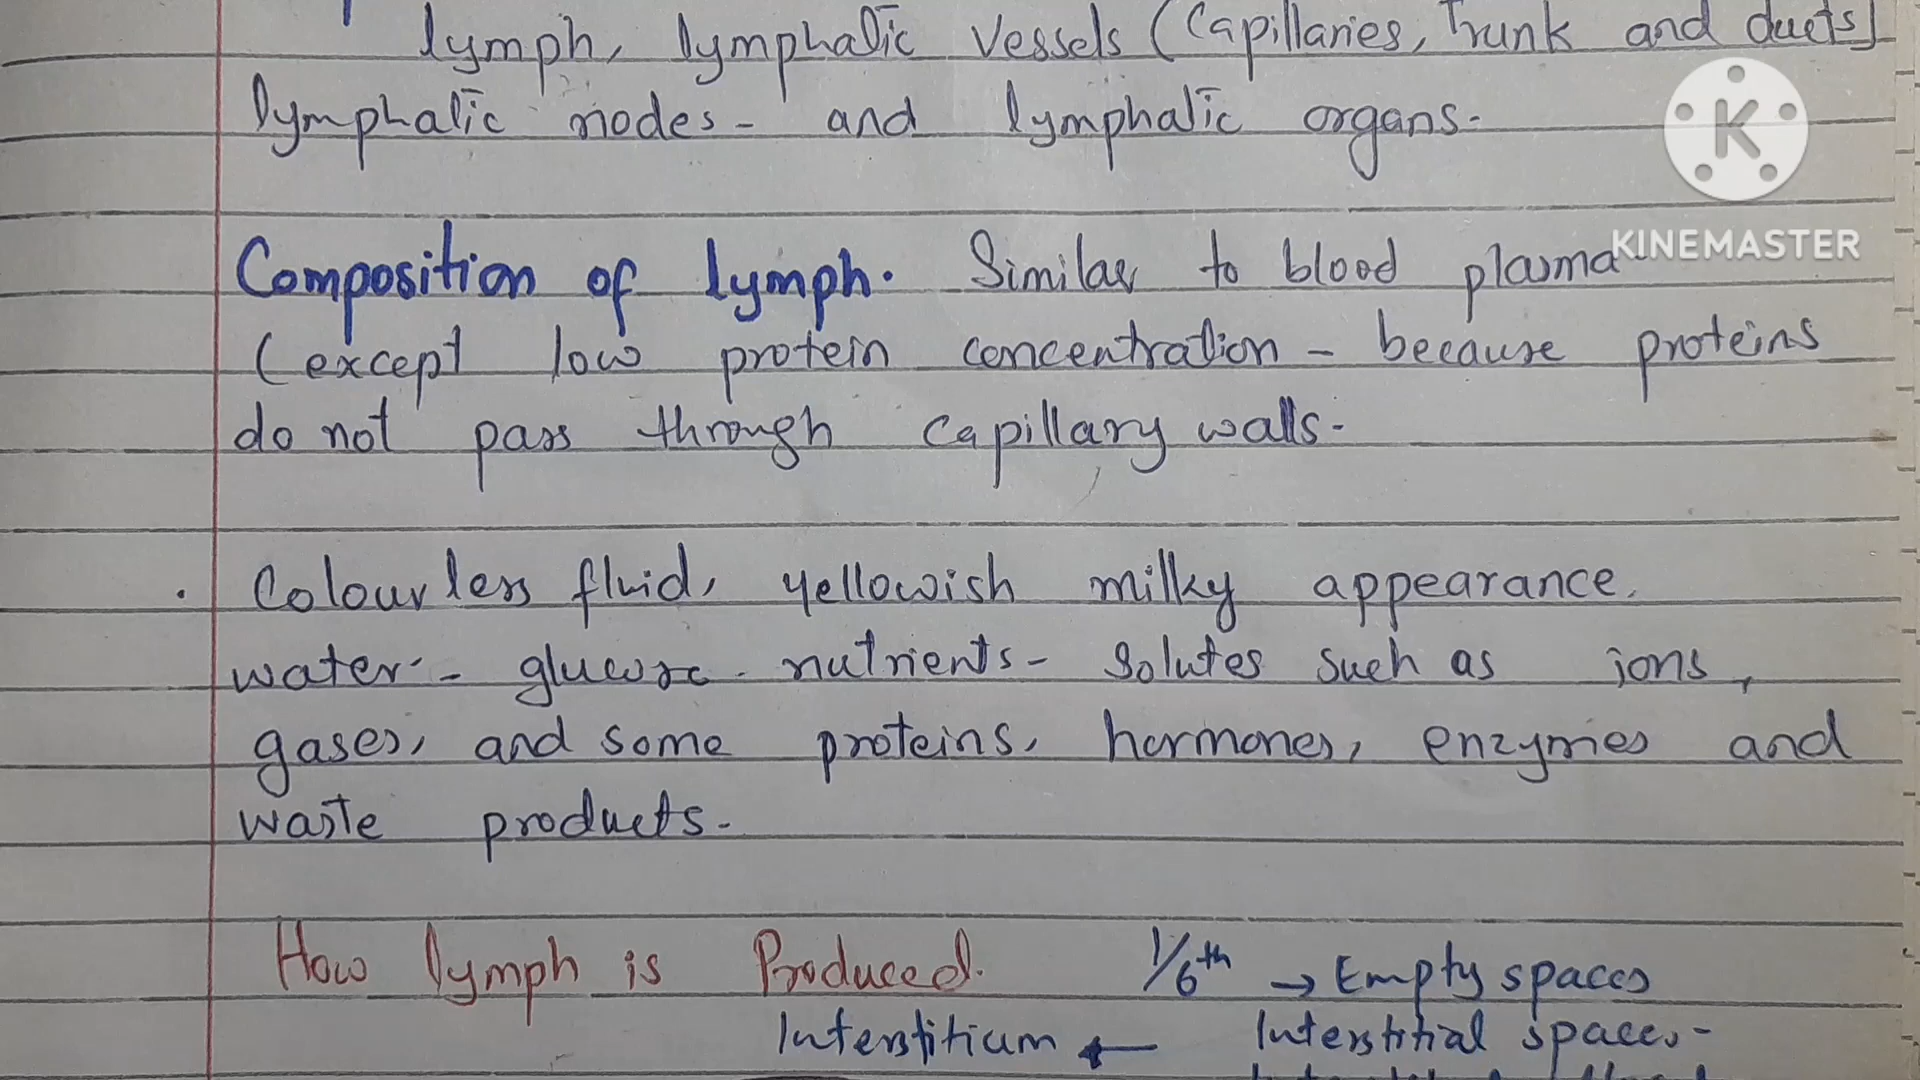 lymph, lymphatic vessels (Capillaries, Trunk and ducts)
lymphatic nodes - and lymphatic organs.
K
KINEMASTER
Composition of lymph. Similar to blood plasma
(except low protein concentration - because proteins
do not pass through capillary walls.
. Colourless fluid, yellowish milky appearance.
water - glucose - nutrients - solutes such as ions,
gases, and some proteins, hormones, enzymes and
waste products.
How lymph is Produced. 1/6th → Empty spaces
Interstitium ← Interstitial spaces -